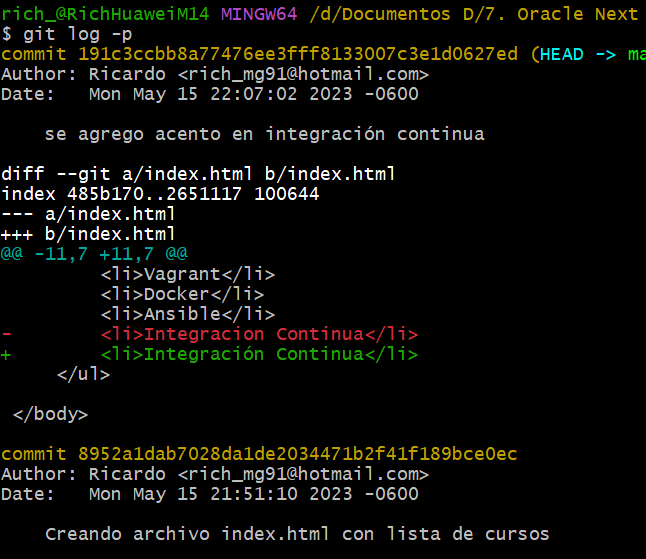 rich_@RichHuaweiM14 MINGW64 /d/Documentos D/7. Oracle Next
$ git log -p
commit 191c3ccbb8a77476ee3fff8133007c3e1d0627ed (HEAD -> ma
Author: Ricardo <rich_mg91@hotmail.com>
Date:   Mon May 15 22:07:02 2023 -0600
    se agrego acento en integración continua
diff --git a/index.html b/index.html
index 485b170..2651117 100644
--- a/index.html
+++ b/index.html
@@ -11,7 +11,7 @@
         <li>Vagrant</li>
         <li>Docker</li>
         <li>Ansible</li>
-        <li>Integracion Continua</li>
+        <li>Integración Continua</li>
     </ul>
 </body>
commit 8952a1dab7028da1de2034471b2f41f189bce0ec
Author: Ricardo <rich_mg91@hotmail.com>
Date:   Mon May 15 21:51:10 2023 -0600
    Creando archivo index.html con lista de cursos